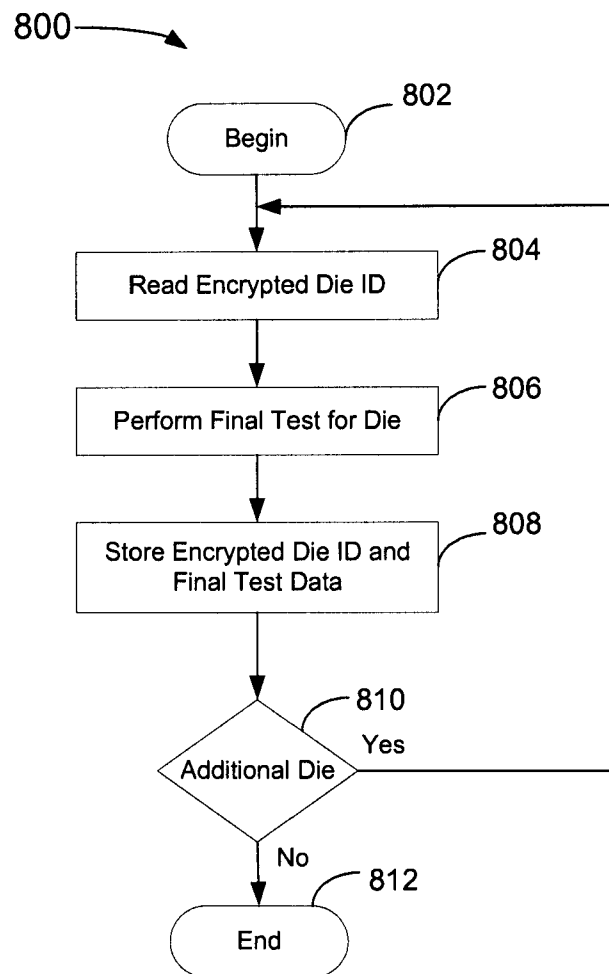 800
802
Begin
804
Read Encrypted Die ID
806
Perform Final Test for Die
808
Store Encrypted Die ID and
Final Test Data
810
Yes
Additional Die
No
812
End